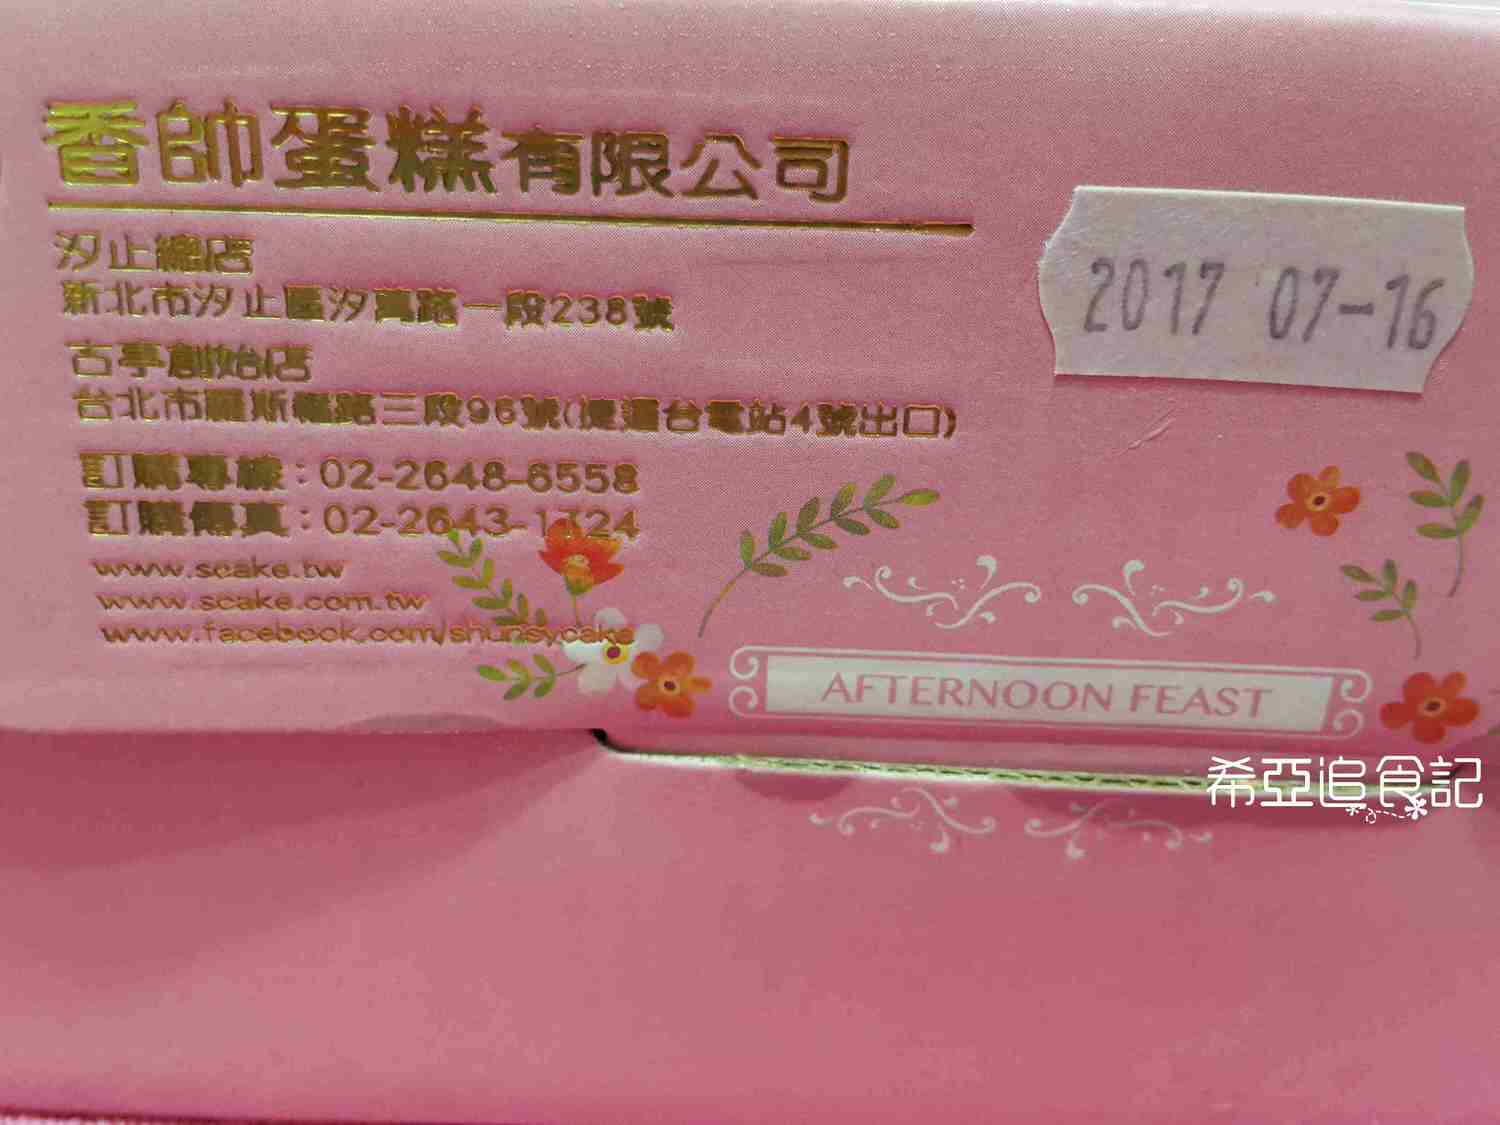 香帥蛋糕有限公司
汐止總店
新北市汐止區汐萬路一段238號
古亭創始店
台北市羅斯福路三段96號(捷運台電站4號出口)
訂購專線：02-2648-6558
訂購傳真：02-2643-1724
www.scake.tw
www.scake.com.tw
www.facebook.com/shunsycake
2017 07-16
AFTERNOON FEAST
希亞追食記